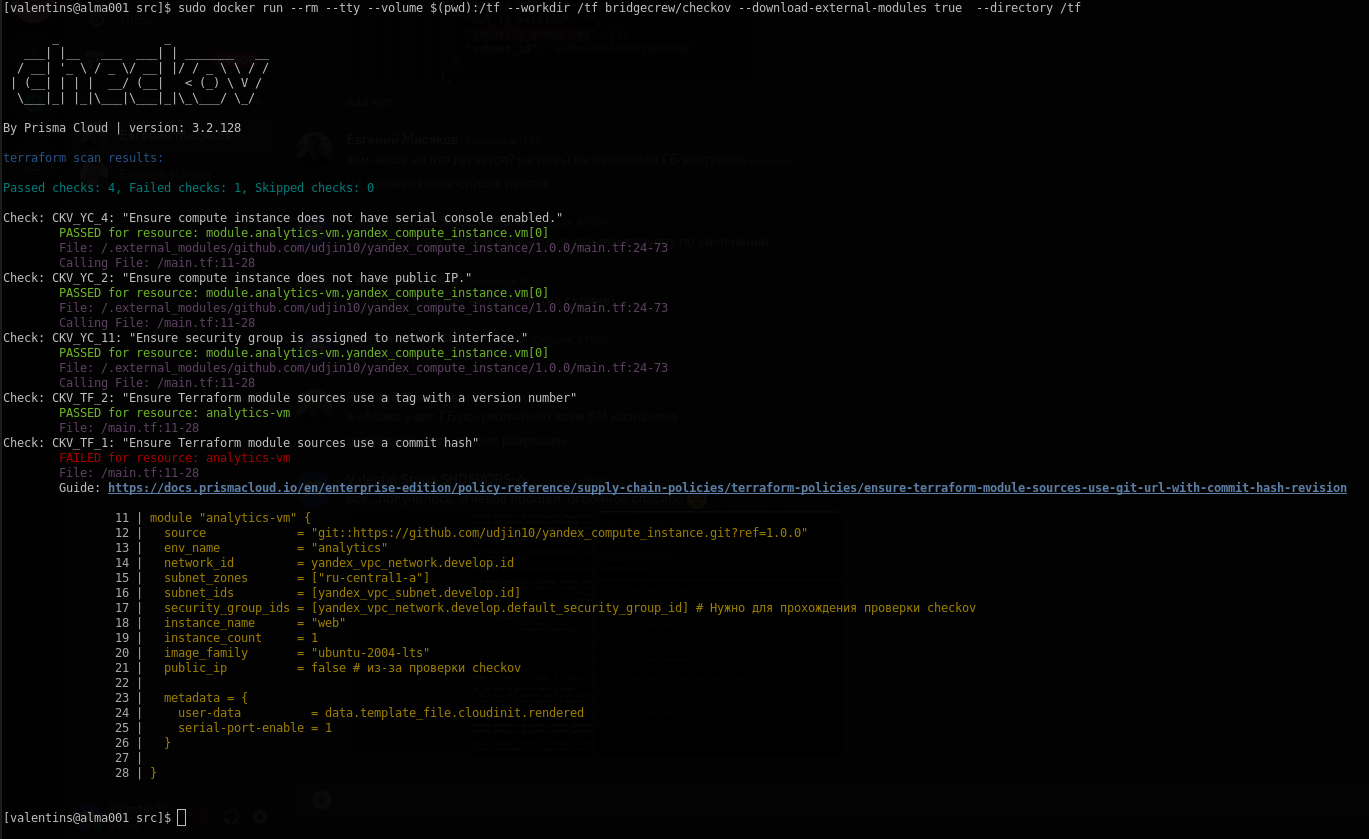 [valentins@alma001 src]$ sudo docker run --rm --tty --volume $(pwd):/tf --workdir /tf bridgecrew/checkov --download-external-modules true  --directory /tf
checkov
By Prisma Cloud | version: 3.2.128
terraform scan results:
Passed checks: 4, Failed checks: 1, Skipped checks: 0
Check: CKV_YC_4: "Ensure compute instance does not have serial console enabled."
PASSED for resource: module.analytics-vm.yandex_compute_instance.vm[0]
File: /.external_modules/github.com/udjin10/yandex_compute_instance/1.0.0/main.tf:24-73
Calling File: /main.tf:11-28
Check: CKV_YC_2: "Ensure compute instance does not have public IP."
PASSED for resource: module.analytics-vm.yandex_compute_instance.vm[0]
File: /.external_modules/github.com/udjin10/yandex_compute_instance/1.0.0/main.tf:24-73
Calling File: /main.tf:11-28
Check: CKV_YC_11: "Ensure security group is assigned to network interface."
PASSED for resource: module.analytics-vm.yandex_compute_instance.vm[0]
File: /.external_modules/github.com/udjin10/yandex_compute_instance/1.0.0/main.tf:24-73
Calling File: /main.tf:11-28
Check: CKV_TF_2: "Ensure Terraform module sources use a tag with a version number"
PASSED for resource: analytics-vm
File: /main.tf:11-28
Check: CKV_TF_1: "Ensure Terraform module sources use a commit hash"
FAILED for resource: analytics-vm
File: /main.tf:11-28
Guide: https://docs.prismacloud.io/en/enterprise-edition/policy-reference/supply-chain-policies/terraform-policies/ensure-terraform-module-sources-use-git-url-with-commit-hash-revision
11 | module "analytics-vm" {
12 |   source             = "git::https://github.com/udjin10/yandex_compute_instance.git?ref=1.0.0"
13 |   env_name           = "analytics"
14 |   network_id         = yandex_vpc_network.develop.id
15 |   subnet_zones       = ["ru-central1-a"]
16 |   subnet_ids         = [yandex_vpc_subnet.develop.id]
17 |   security_group_ids = [yandex_vpc_network.develop.default_security_group_id] # Нужно для прохождения проверки checkov
18 |   instance_name      = "web"
19 |   instance_count     = 1
20 |   image_family       = "ubuntu-2004-lts"
21 |   public_ip          = false # из-за проверки checkov
22 |
23 |   metadata = {
24 |     user-data          = data.template_file.cloudinit.rendered
25 |     serial-port-enable = 1
26 |   }
27 |
28 | }
[valentins@alma001 src]$